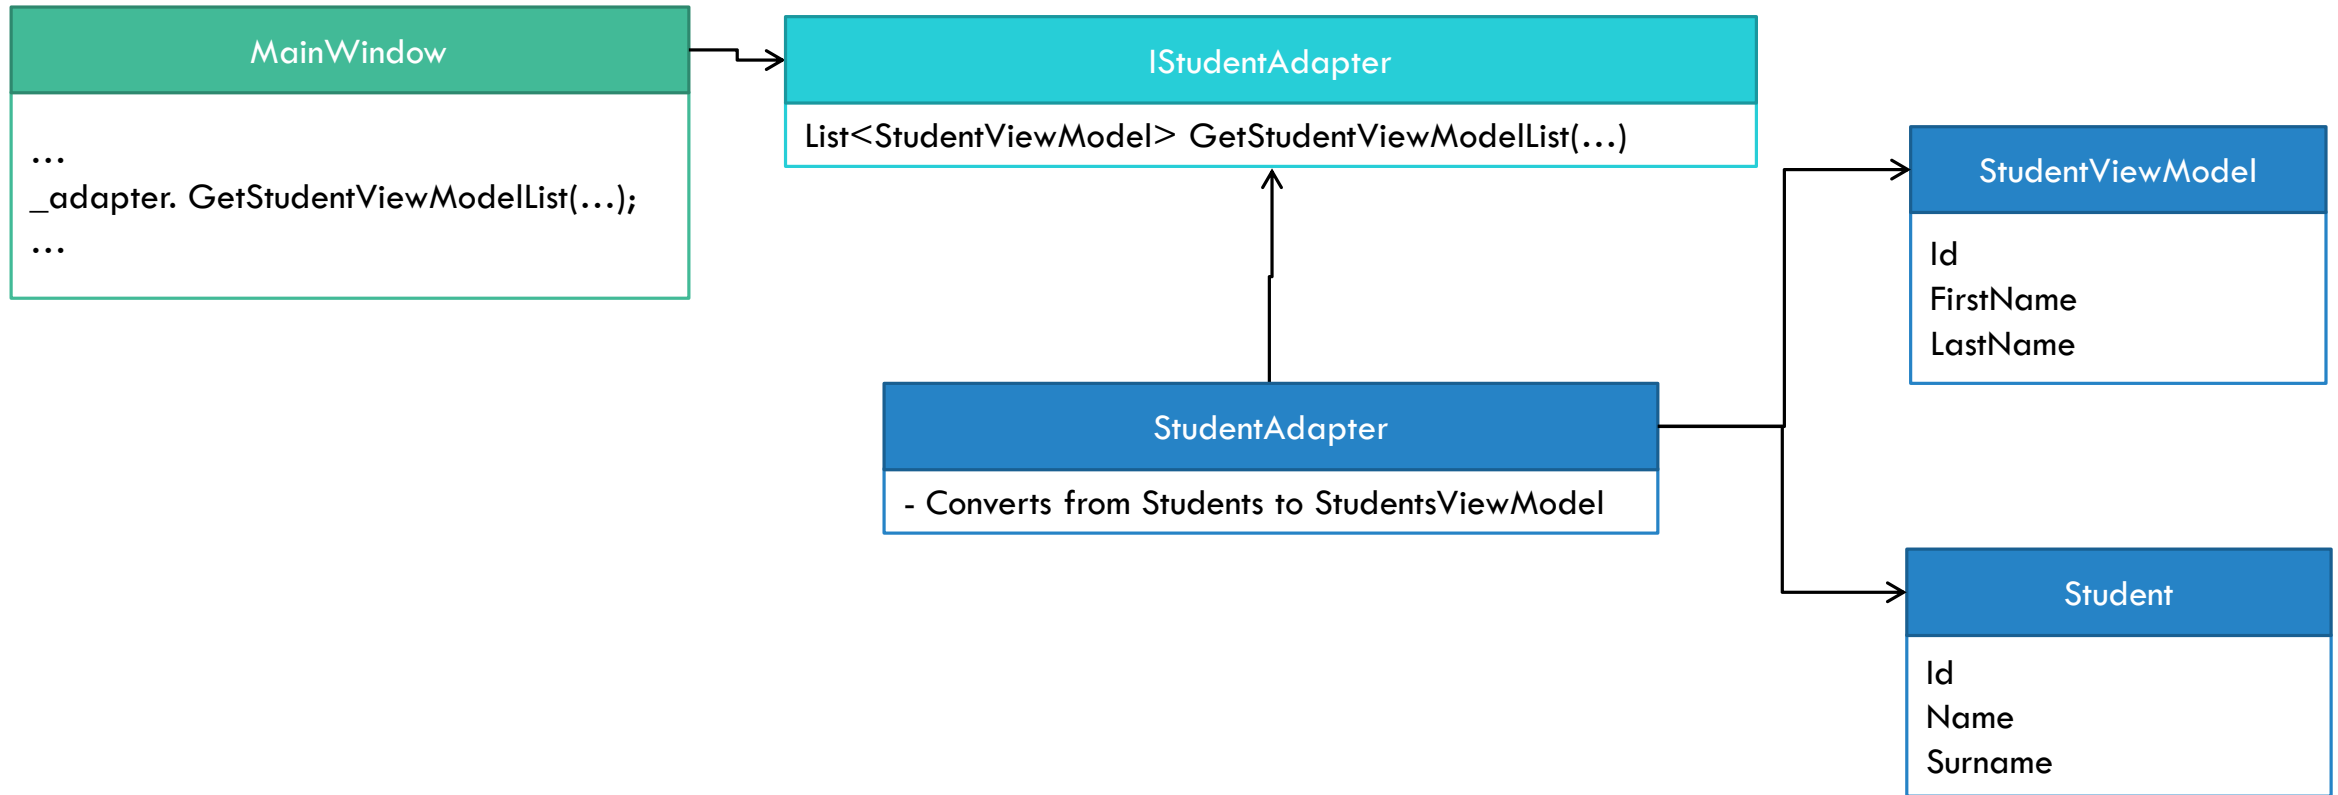 MainWindow
…
_adapter. GetStudentViewModelList(…);
…
IStudentAdapter
List<StudentViewModel> GetStudentViewModelList(…)
StudentViewModel
Id
FirstName
LastName
StudentAdapter
- Converts from Students to StudentsViewModel
Student
Id
Name
Surname